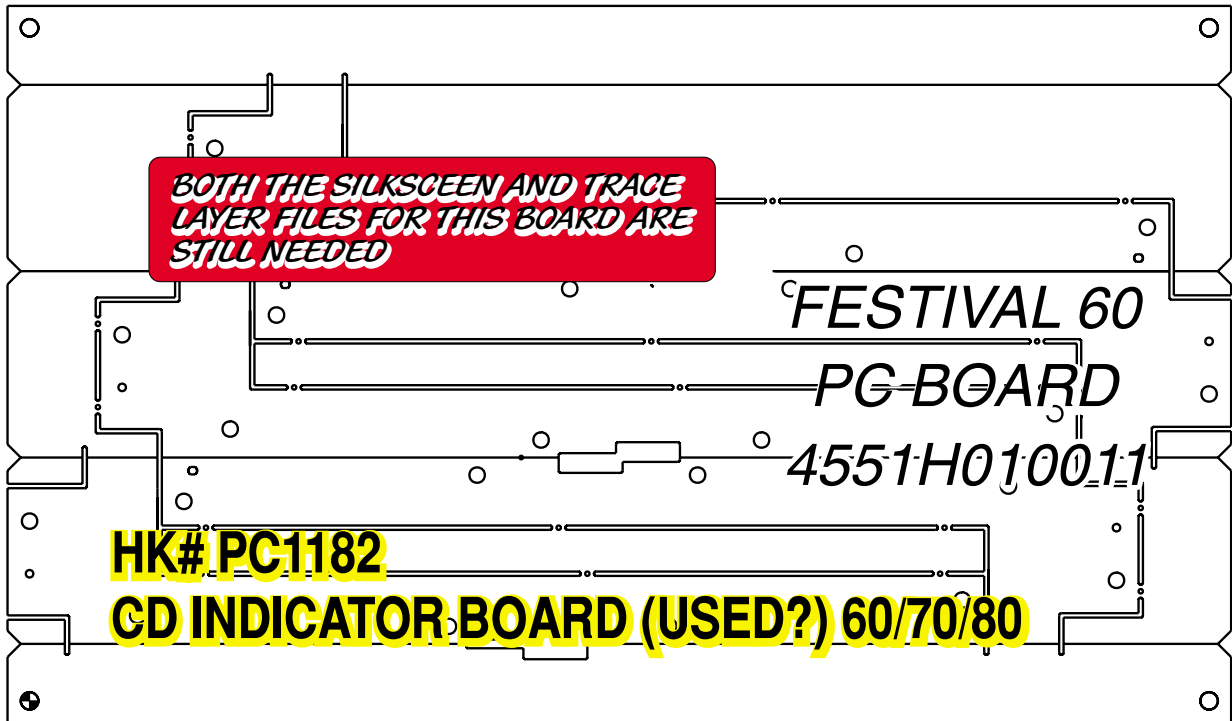 BOTH THE SILKSCEEN AND TRACE
LAYER FILES FOR THIS BOARD ARE
STILL NEEDED
FESTIVAL 60
PC BOARD
4551H010011
HK# PC1182
CD INDICATOR BOARD (USED?) 60/70/80